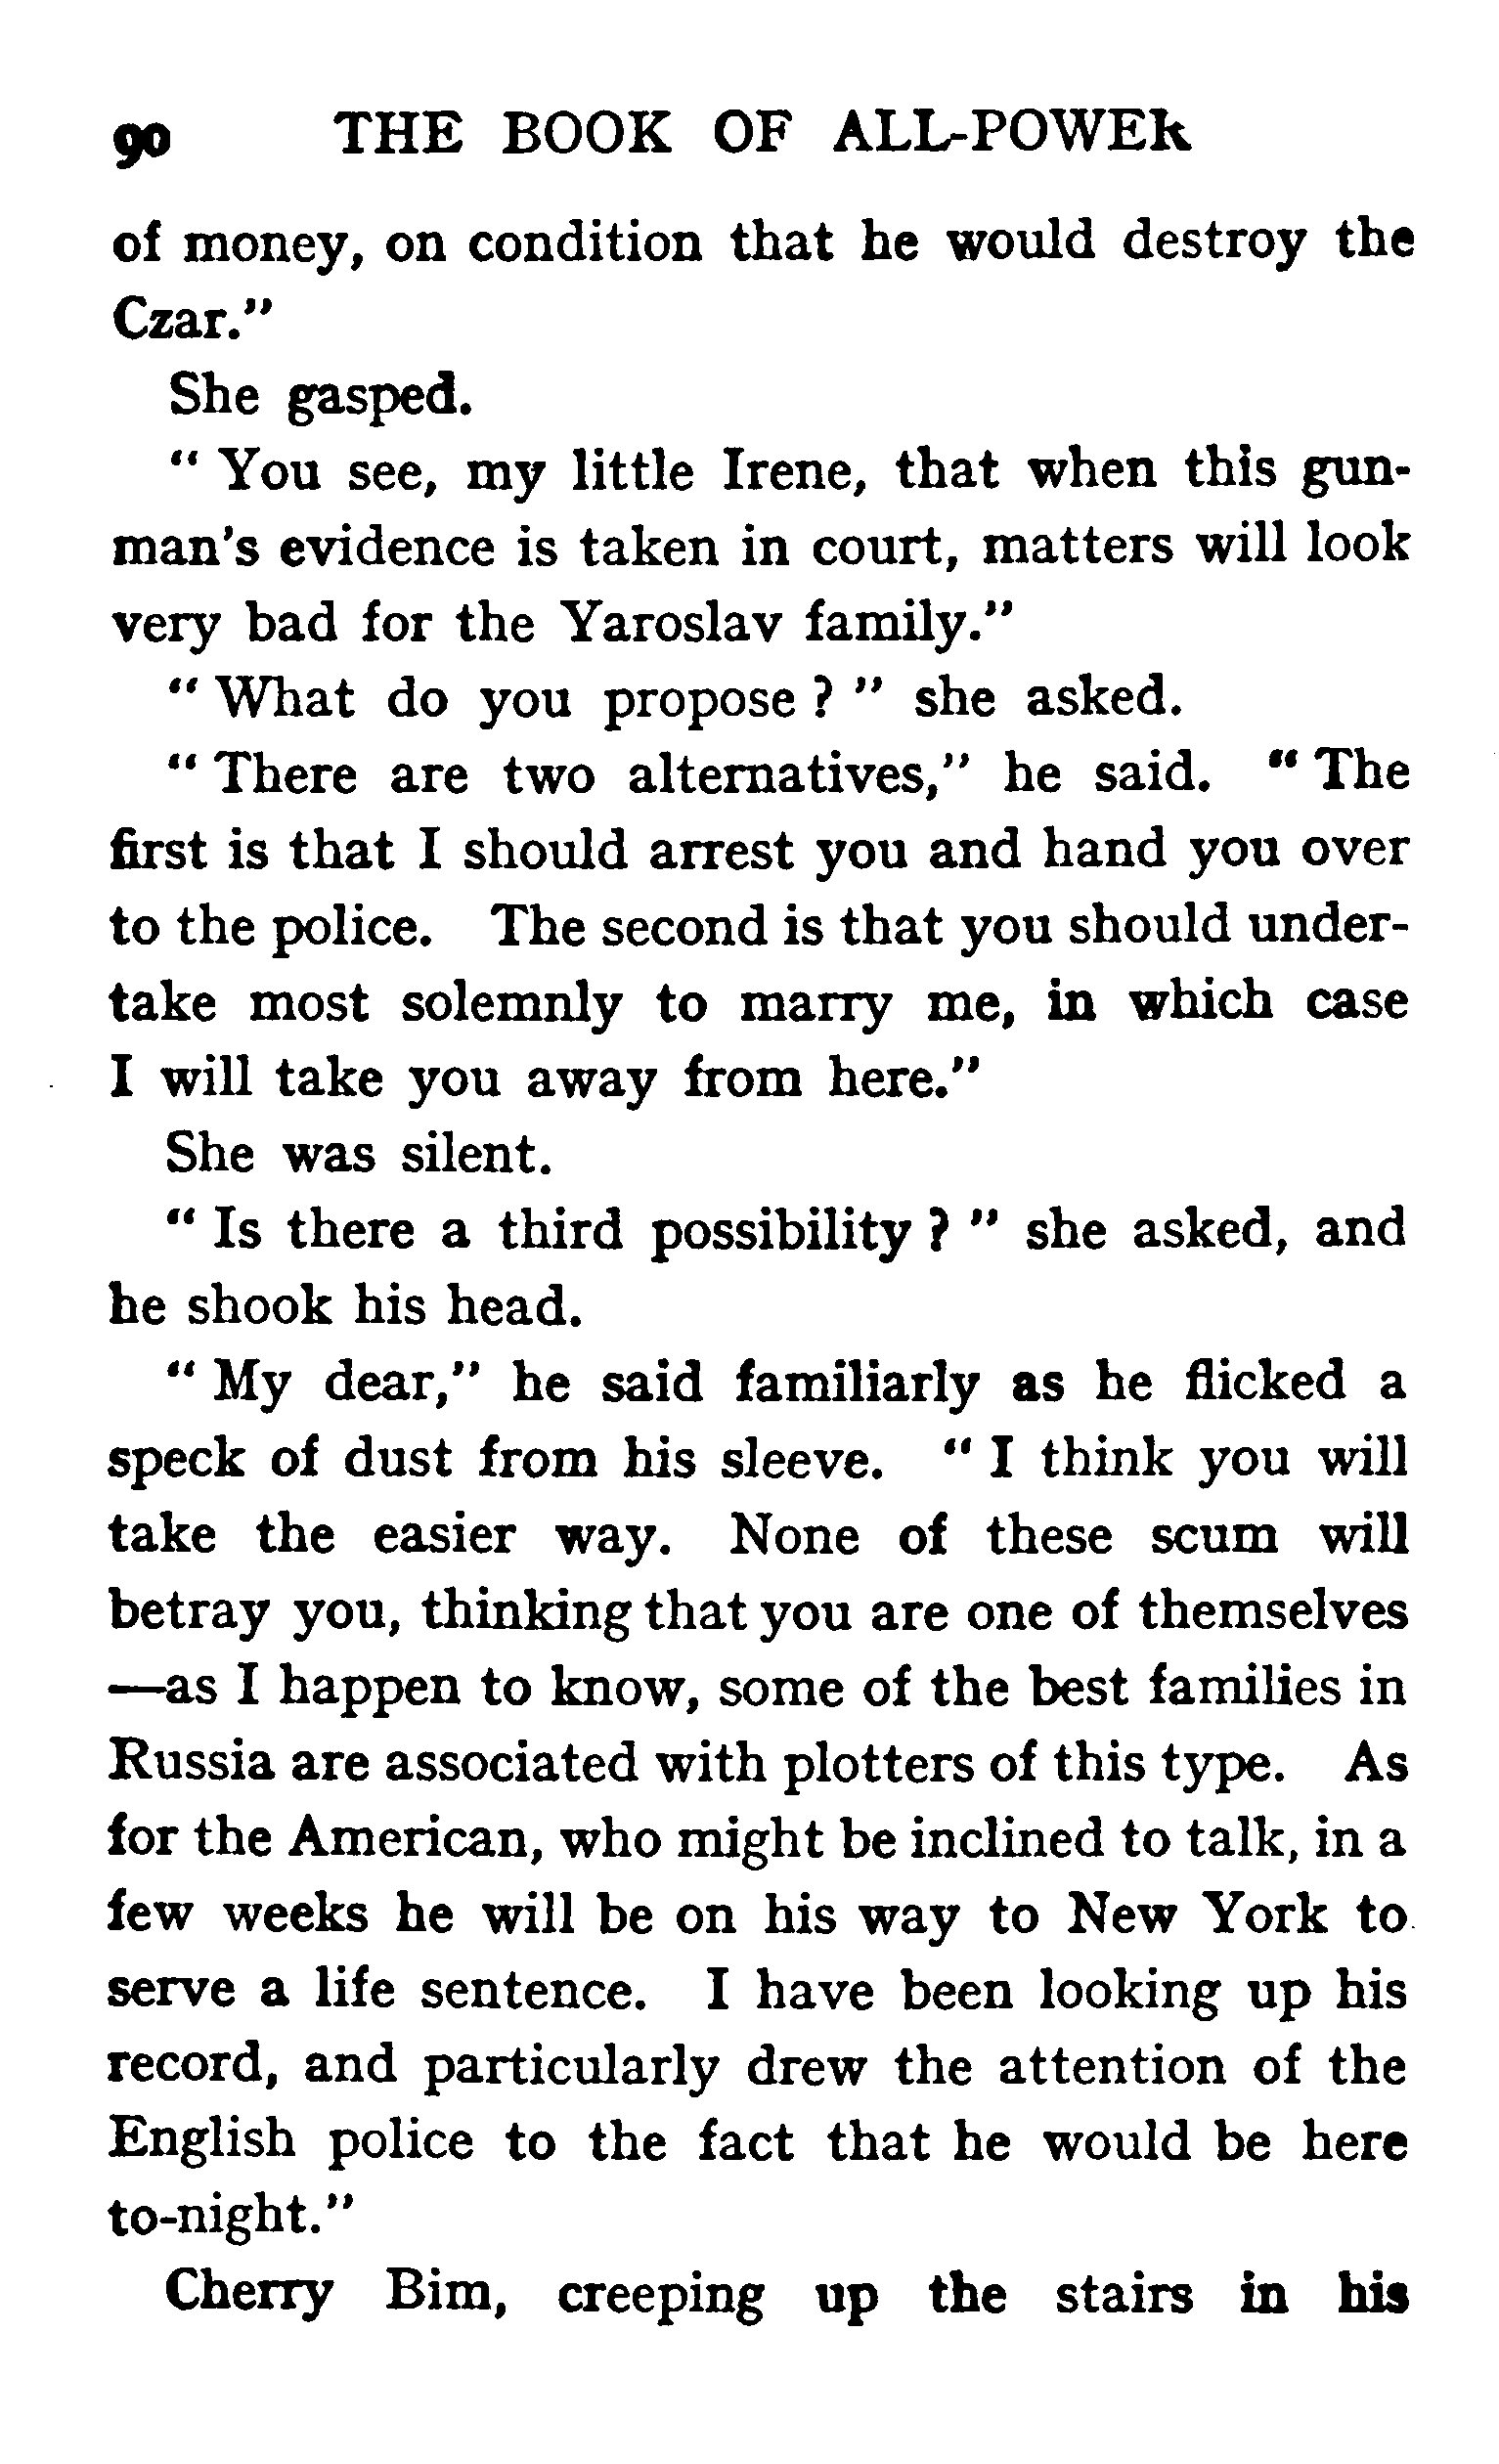 90 THE BOOK OF ALL-POWER
of money, on condition that he would destroy the
Czar."
She gasped.
" You see, my little Irene, that when this gun-
man's evidence is taken in court, matters will look
very bad for the Yaroslav family."
" What do you propose ? " she asked.
" There are two alternatives," he said. " The
first is that I should arrest you and hand you over
to the police. The second is that you should under-
take most solemnly to marry me, in which case
I will take you away from here."
She was silent.
" Is there a third possibility ? " she asked, and
he shook his head.
" My dear," he said familiarly as he flicked a
speck of dust from his sleeve. " I think you will
take the easier way. None of these scum will
betray you, thinking that you are one of themselves
—as I happen to know, some of the best families in
Russia are associated with plotters of this type. As
for the American, who might be inclined to talk, in a
few weeks he will be on his way to New York to
serve a life sentence. I have been looking up his
record, and particularly drew the attention of the
English police to the fact that he would be here
to-night."
Cherry Bim, creeping up the stairs in his